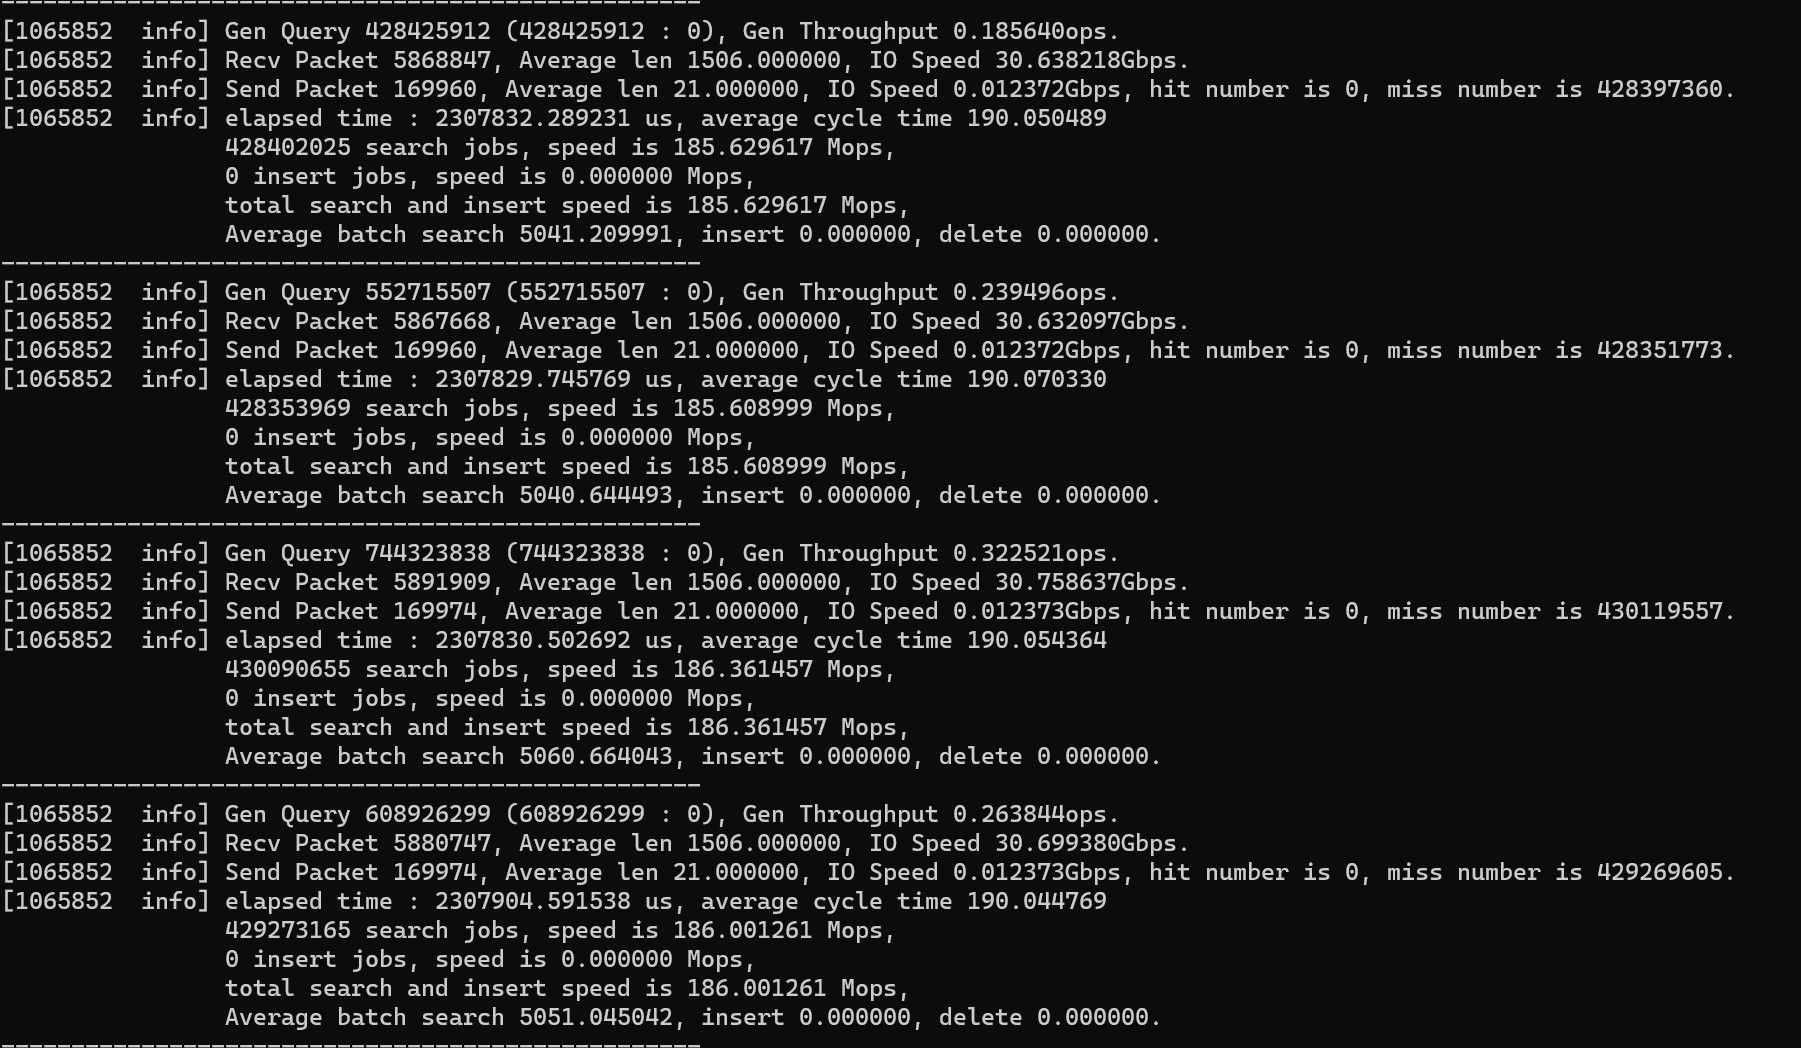 --------------------------------------------------
[1065852  info] Gen Query 428425912 (428425912 : 0), Gen Throughput 0.185640ops.
[1065852  info] Recv Packet 5868847, Average len 1506.000000, IO Speed 30.638218Gbps.
[1065852  info] Send Packet 169960, Average len 21.000000, IO Speed 0.012372Gbps, hit number is 0, miss number is 428397360.
[1065852  info] elapsed time : 2307832.289231 us, average cycle time 190.050489
                428402025 search jobs, speed is 185.629617 Mops,
                0 insert jobs, speed is 0.000000 Mops,
                total search and insert speed is 185.629617 Mops,
                Average batch search 5041.209991, insert 0.000000, delete 0.000000.
--------------------------------------------------
[1065852  info] Gen Query 552715507 (552715507 : 0), Gen Throughput 0.239496ops.
[1065852  info] Recv Packet 5867668, Average len 1506.000000, IO Speed 30.632097Gbps.
[1065852  info] Send Packet 169960, Average len 21.000000, IO Speed 0.012372Gbps, hit number is 0, miss number is 428351773.
[1065852  info] elapsed time : 2307829.745769 us, average cycle time 190.070330
                428353969 search jobs, speed is 185.608999 Mops,
                0 insert jobs, speed is 0.000000 Mops,
                total search and insert speed is 185.608999 Mops,
                Average batch search 5040.644493, insert 0.000000, delete 0.000000.
--------------------------------------------------
[1065852  info] Gen Query 744323838 (744323838 : 0), Gen Throughput 0.322521ops.
[1065852  info] Recv Packet 5891909, Average len 1506.000000, IO Speed 30.758637Gbps.
[1065852  info] Send Packet 169974, Average len 21.000000, IO Speed 0.012373Gbps, hit number is 0, miss number is 430119557.
[1065852  info] elapsed time : 2307830.502692 us, average cycle time 190.054364
                430090655 search jobs, speed is 186.361457 Mops,
                0 insert jobs, speed is 0.000000 Mops,
                total search and insert speed is 186.361457 Mops,
                Average batch search 5060.664043, insert 0.000000, delete 0.000000.
--------------------------------------------------
[1065852  info] Gen Query 608926299 (608926299 : 0), Gen Throughput 0.263844ops.
[1065852  info] Recv Packet 5880747, Average len 1506.000000, IO Speed 30.699380Gbps.
[1065852  info] Send Packet 169974, Average len 21.000000, IO Speed 0.012373Gbps, hit number is 0, miss number is 429269605.
[1065852  info] elapsed time : 2307904.591538 us, average cycle time 190.044769
                429273165 search jobs, speed is 186.001261 Mops,
                0 insert jobs, speed is 0.000000 Mops,
                total search and insert speed is 186.001261 Mops,
                Average batch search 5051.045042, insert 0.000000, delete 0.000000.
--------------------------------------------------